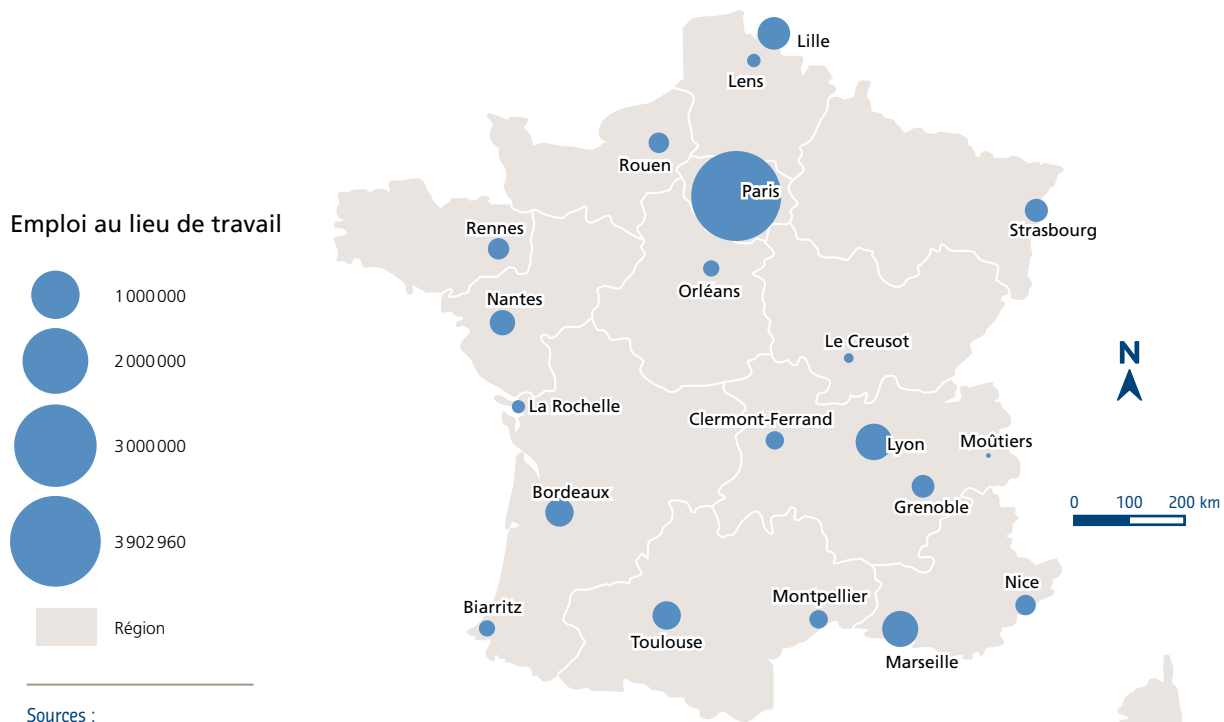 Emploi au lieu de travail
1 000 000
2 000 000
3 000 000
3 902 960
Région
Sources :
Lille
Lens
Rouen
Paris
Strasbourg
Rennes
Orléans
Nantes
Le Creusot
N
La Rochelle
Clermont-Ferrand
Lyon
Moûtiers
Grenoble
0 100 200 km
Bordeaux
Nice
Montpellier
Biarritz
Toulouse
Marseille